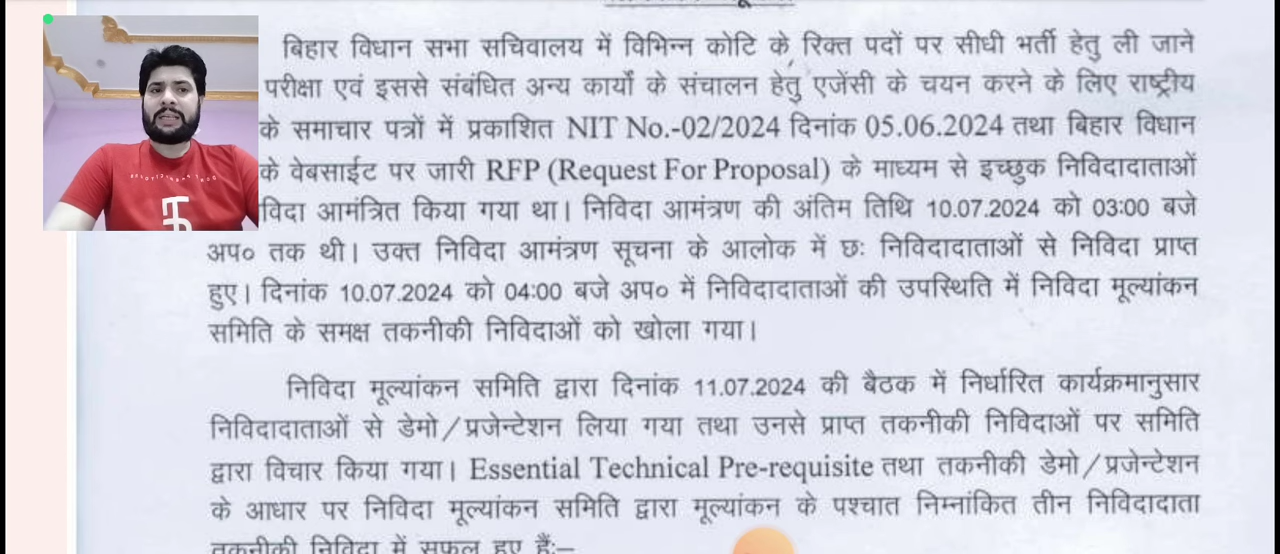 बिहार विधान सभा सचिवालय में विभिन्न कोटि के रिक्त पदों पर सीधी भर्ती हेतु ली जाने
परीक्षा एवं इससे संबंधित अन्य कार्यों के संचालन हेतु एजेंसी के चयन करने के लिए राष्ट्रीय
के समाचार पत्रों में प्रकाशित NIT No.-02/2024 दिनांक 05.06.2024 तथा बिहार विधान
के वेबसाईट पर जारी RFP (Request For Proposal) के माध्यम से इच्छुक निविदादाताओं
विदा आमंत्रित किया गया था। निविदा आमंत्रण की अंतिम तिथि 10.07.2024 को 03:00 बजे
अप० तक थी। उक्त निविदा आमंत्रण सूचना के आलोक में छः निविदादाताओं से निविदा प्राप्त
हुए। दिनांक 10.07.2024 को 04:00 बजे अप० में निविदादाताओं की उपस्थिति में निविदा मूल्यांकन
समिति के समक्ष तकनीकी निविदाओं को खोला गया।
निविदा मूल्यांकन समिति द्वारा दिनांक 11.07.2024 की बैठक में निर्धारित कार्यक्रमानुसार
निविदादाताओं से डेमो/प्रजेन्टेशन लिया गया तथा उनसे प्राप्त तकनीकी निविदाओं पर समिति
द्वारा विचार किया गया। Essential Technical Pre-requisite तथा तकनीकी डेमो/प्रजेन्टेशन
के आधार पर निविदा मूल्यांकन समिति द्वारा मूल्यांकन के पश्चात निम्नांकित तीन निविदादाता
तकनीकी निविदा में सफल हुए हैं:–